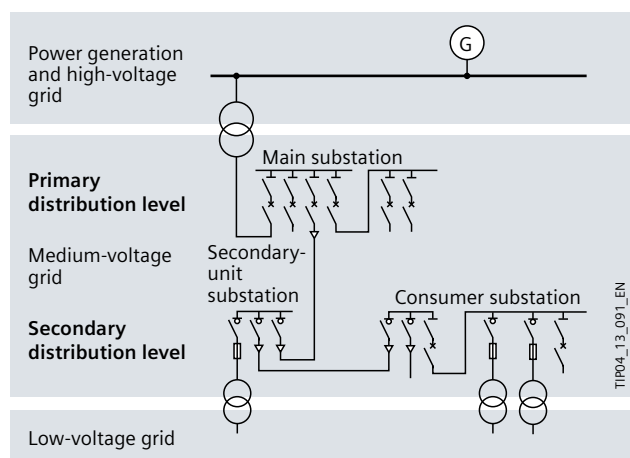 Power generation
and high-voltage
grid
G
Main substation
Primary
distribution level
Medium-voltage
grid
Secondary-
unit
substation
Consumer substation
Secondary
distribution level
Low-voltage grid
TIP04_13_091_EN